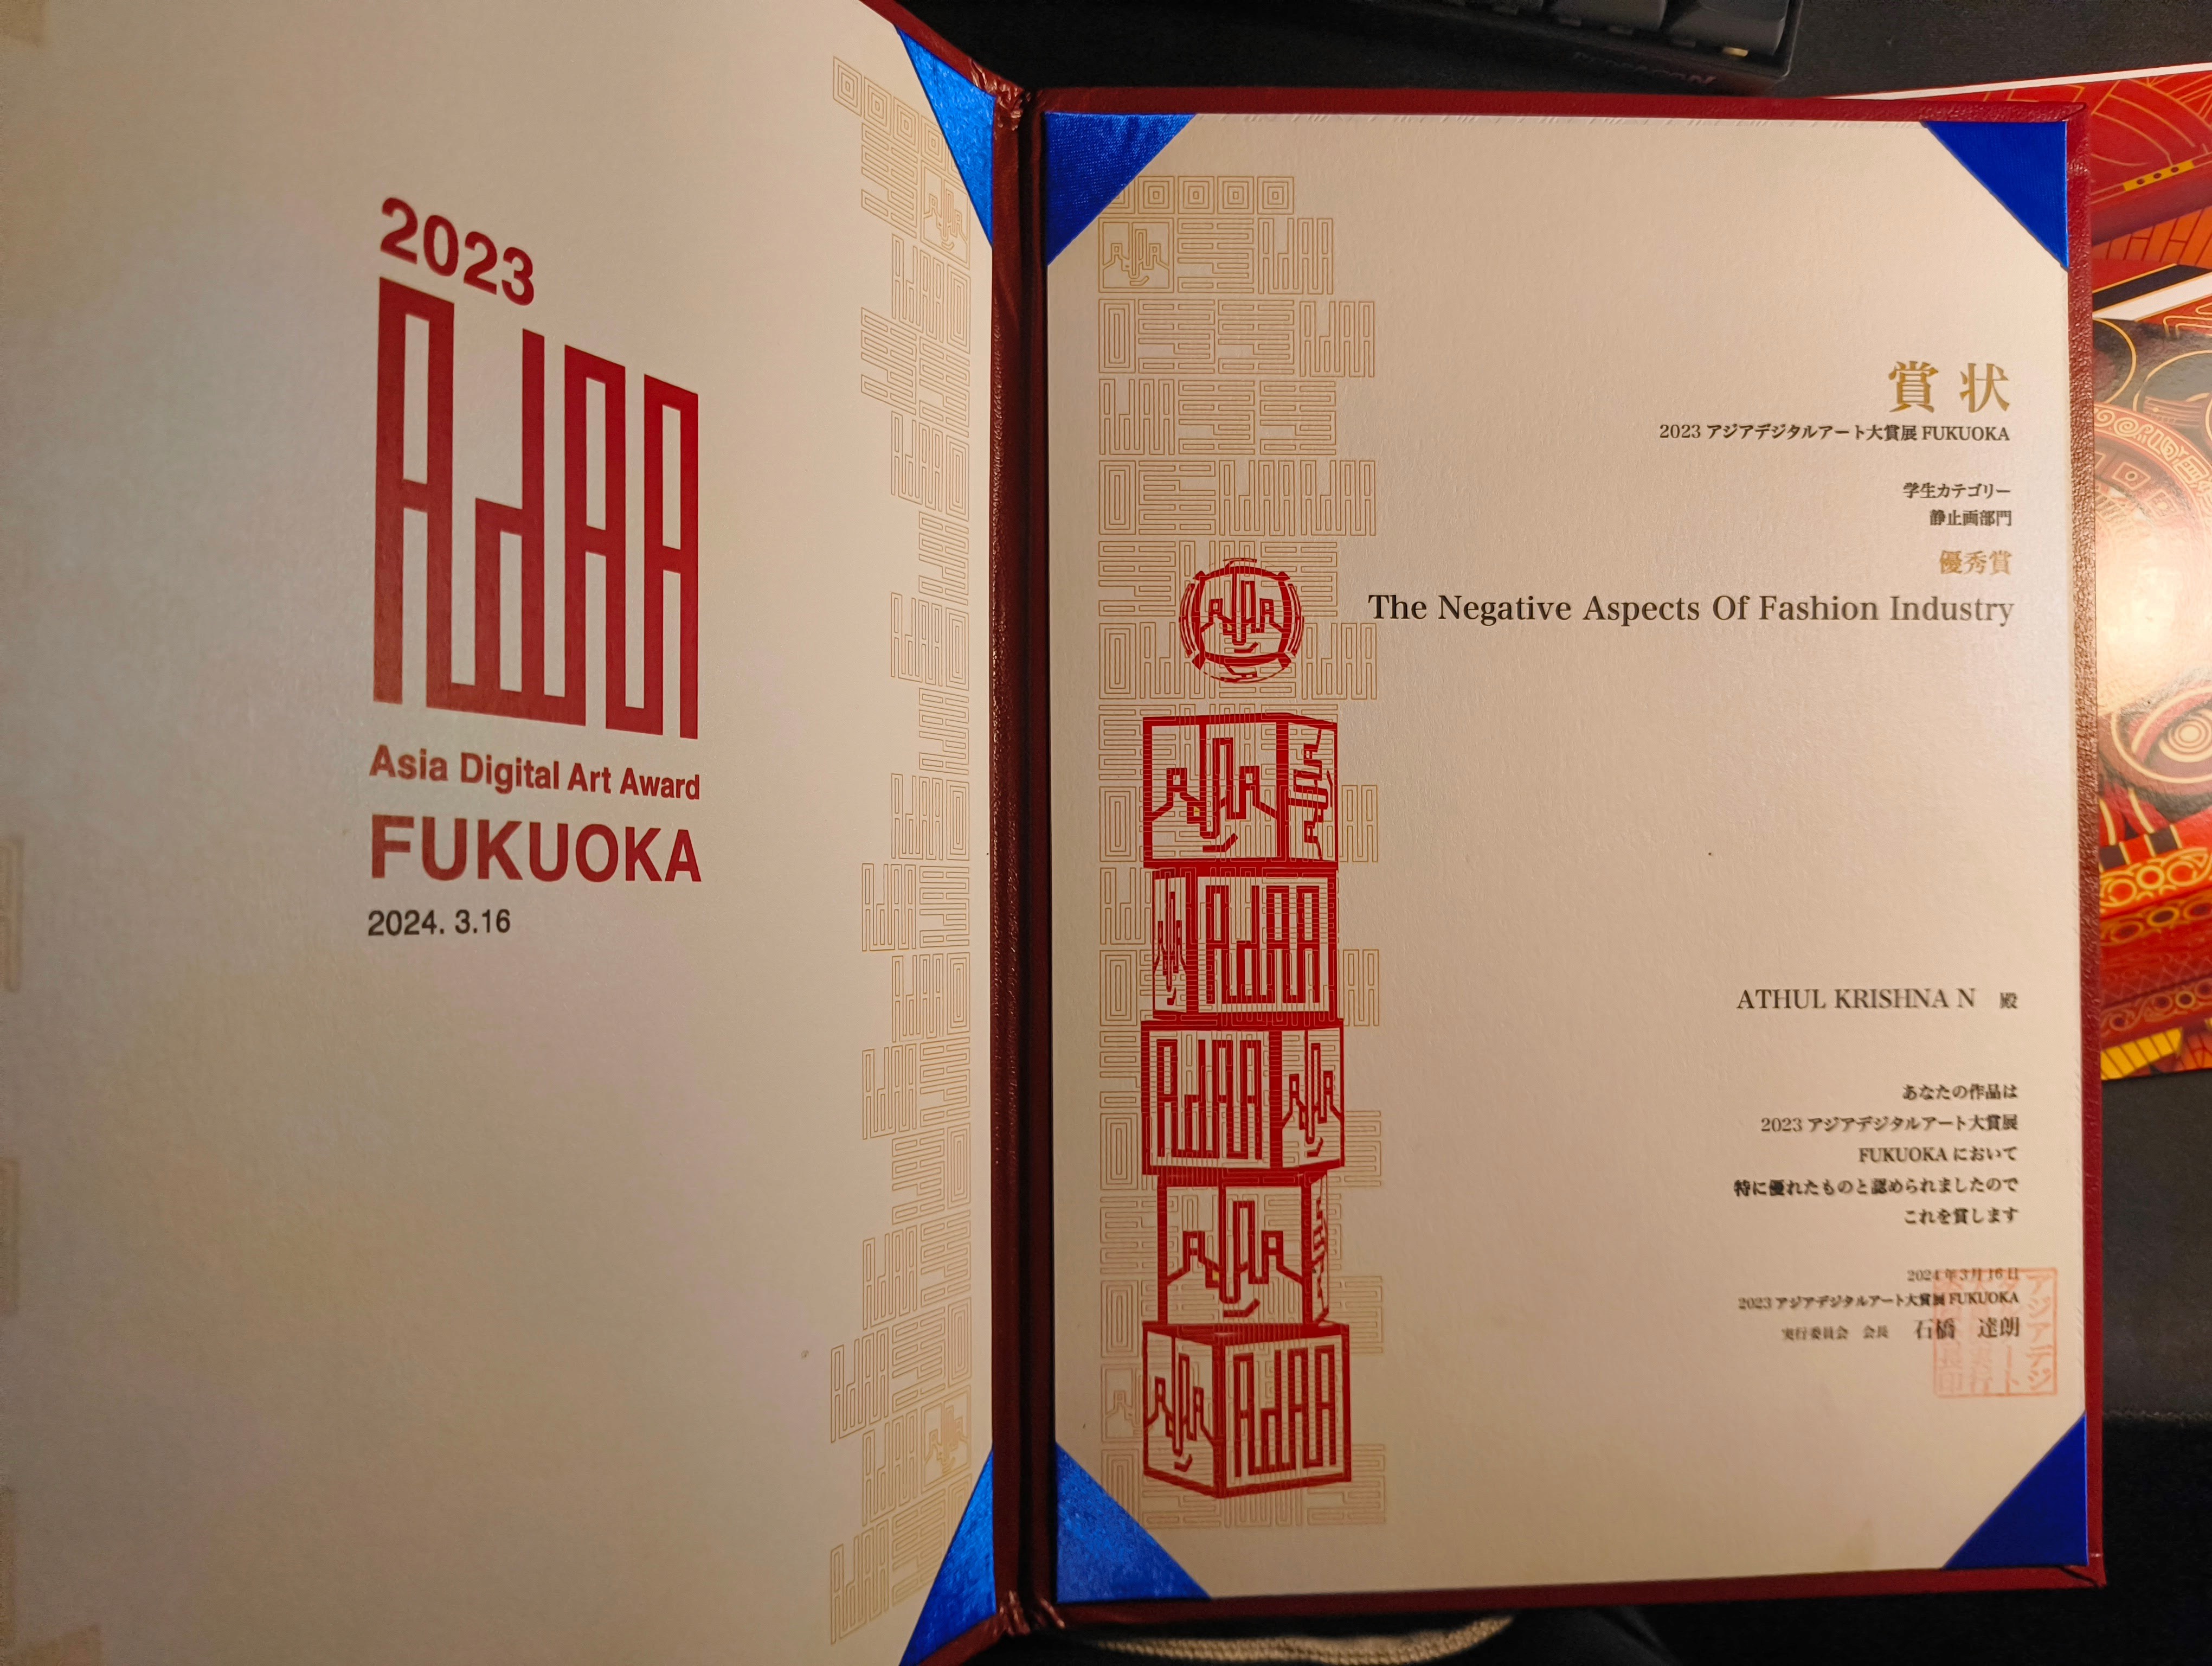 2023
AdAA
Asia Digital Art Award
FUKUOKA
2024. 3.16
賞状
2023 アジアデジタルアート大賞展 FUKUOKA
学生カテゴリー
静止画部門
優秀賞
The Negative Aspects Of Fashion Industry
ATHUL KRISHNA N 殿
あなたの作品は
2023 アジアデジタルアート大賞展
FUKUOKA において
特に優れたものと認められましたので
これを賞します
2024 年 3 月 16 日
2023 アジアデジタルアート大賞展 FUKUOKA
実行委員会 会長 石橋 達朗
AdAA
AdAA
AdAA